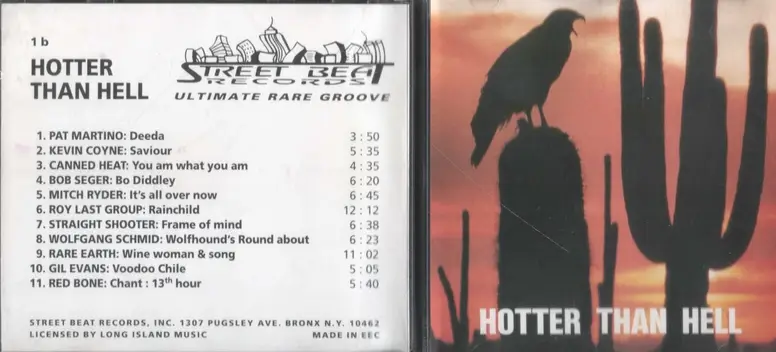 1 b
HOTTER
THAN HELL
STREET BEAT
RECORDS
ULTIMATE RARE GROOVE
1. PAT MARTINO: Deeda 3 : 50
2. KEVIN COYNE: Saviour 5 : 35
3. CANNED HEAT: You am what you am 4 : 35
4. BOB SEGER: Bo Diddley 6 : 20
5. MITCH RYDER: It's all over now 6 : 45
6. ROY LAST GROUP: Rainchild 12 : 12
7. STRAIGHT SHOOTER: Frame of mind 6 : 38
8. WOLFGANG SCHMID: Wolfhound's Round about 6 : 23
9. RARE EARTH: Wine woman & song 11 : 02
10. GIL EVANS: Voodoo Chile 5 : 05
11. RED BONE: Chant : 13th hour 5 : 40
STREET BEAT RECORDS, INC. 1307 PUGSLEY AVE. BRONX N.Y. 10462
LICENSED BY LONG ISLAND MUSIC MADE IN EEC
HOTTER THAN HELL